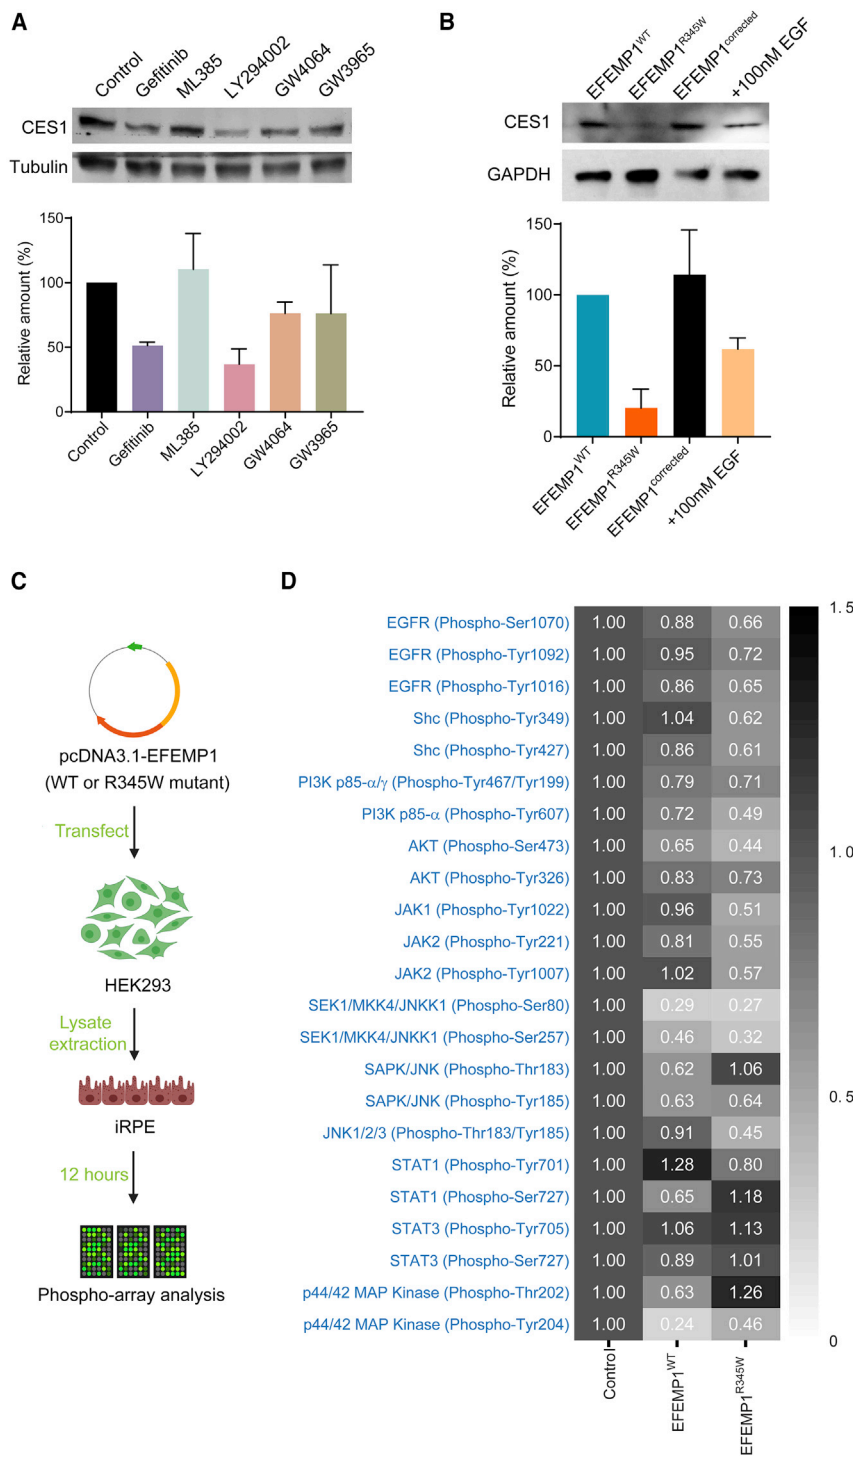 A
Control
Gefitinib
ML385
LY294002
GW4064
GW3965
CES1
Tubulin
150
100
50
0
Relative amount (%)
Control
Gefitinib
ML385
LY294002
GW4064
GW3965
B
EFEMP1WT
EFEMP1R345W
EFEMP1corrected
+100nM EGF
CES1
GAPDH
150
100
50
0
Relative amount (%)
EFEMP1WT
EFEMP1R345W
EFEMP1corrected
+100mM EGF
C
pcDNA3.1-EFEMP1
(WT or R345W mutant)
Transfect
HEK293
Lysate
extraction
iRPE
12 hours
Phospho-array analysis
D
EGFR (Phospho-Ser1070) 1.00 0.88 0.66
EGFR (Phospho-Tyr1092) 1.00 0.95 0.72
EGFR (Phospho-Tyr1016) 1.00 0.86 0.65
Shc (Phospho-Tyr349) 1.00 1.04 0.62
Shc (Phospho-Tyr427) 1.00 0.86 0.61
PI3K p85-α/γ (Phospho-Tyr467/Tyr199) 1.00 0.79 0.71
PI3K p85-α (Phospho-Tyr607) 1.00 0.72 0.49
AKT (Phospho-Ser473) 1.00 0.65 0.44
AKT (Phospho-Tyr326) 1.00 0.83 0.73
JAK1 (Phospho-Tyr1022) 1.00 0.96 0.51
JAK2 (Phospho-Tyr221) 1.00 0.81 0.55
JAK2 (Phospho-Tyr1007) 1.00 1.02 0.57
SEK1/MKK4/JNKK1 (Phospho-Ser80) 1.00 0.29 0.27
SEK1/MKK4/JNKK1 (Phospho-Ser257) 1.00 0.46 0.32
SAPK/JNK (Phospho-Thr183) 1.00 0.62 1.06
SAPK/JNK (Phospho-Tyr185) 1.00 0.63 0.64
JNK1/2/3 (Phospho-Thr183/Tyr185) 1.00 0.91 0.45
STAT1 (Phospho-Tyr701) 1.00 1.28 0.80
STAT1 (Phospho-Ser727) 1.00 0.65 1.18
STAT3 (Phospho-Tyr705) 1.00 1.06 1.13
STAT3 (Phospho-Ser727) 1.00 0.89 1.01
p44/42 MAP Kinase (Phospho-Thr202) 1.00 0.63 1.26
p44/42 MAP Kinase (Phospho-Tyr204) 1.00 0.24 0.46
Control
EFEMP1WT
EFEMP1R345W
1.5
1.0
0.5
0